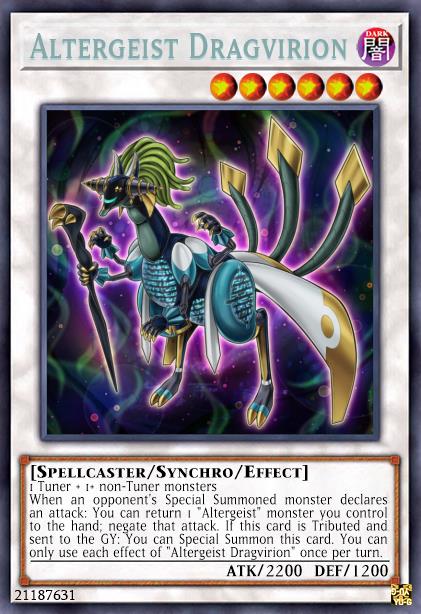 ALTERGEIST DRAGVIRION
DARK
闇
[SPELLCASTER/SYNCHRO/EFFECT]
1 Tuner + 1+ non-Tuner monsters
When an opponent's Special Summoned monster declares
an attack: You can return 1 "Altergeist" monster you control
to the hand; negate that attack. If this card is Tributed and
sent to the GY: You can Special Summon this card. You can
only use each effect of "Altergeist Dragvirion" once per turn.
ATK/2200 DEF/1200
21187631